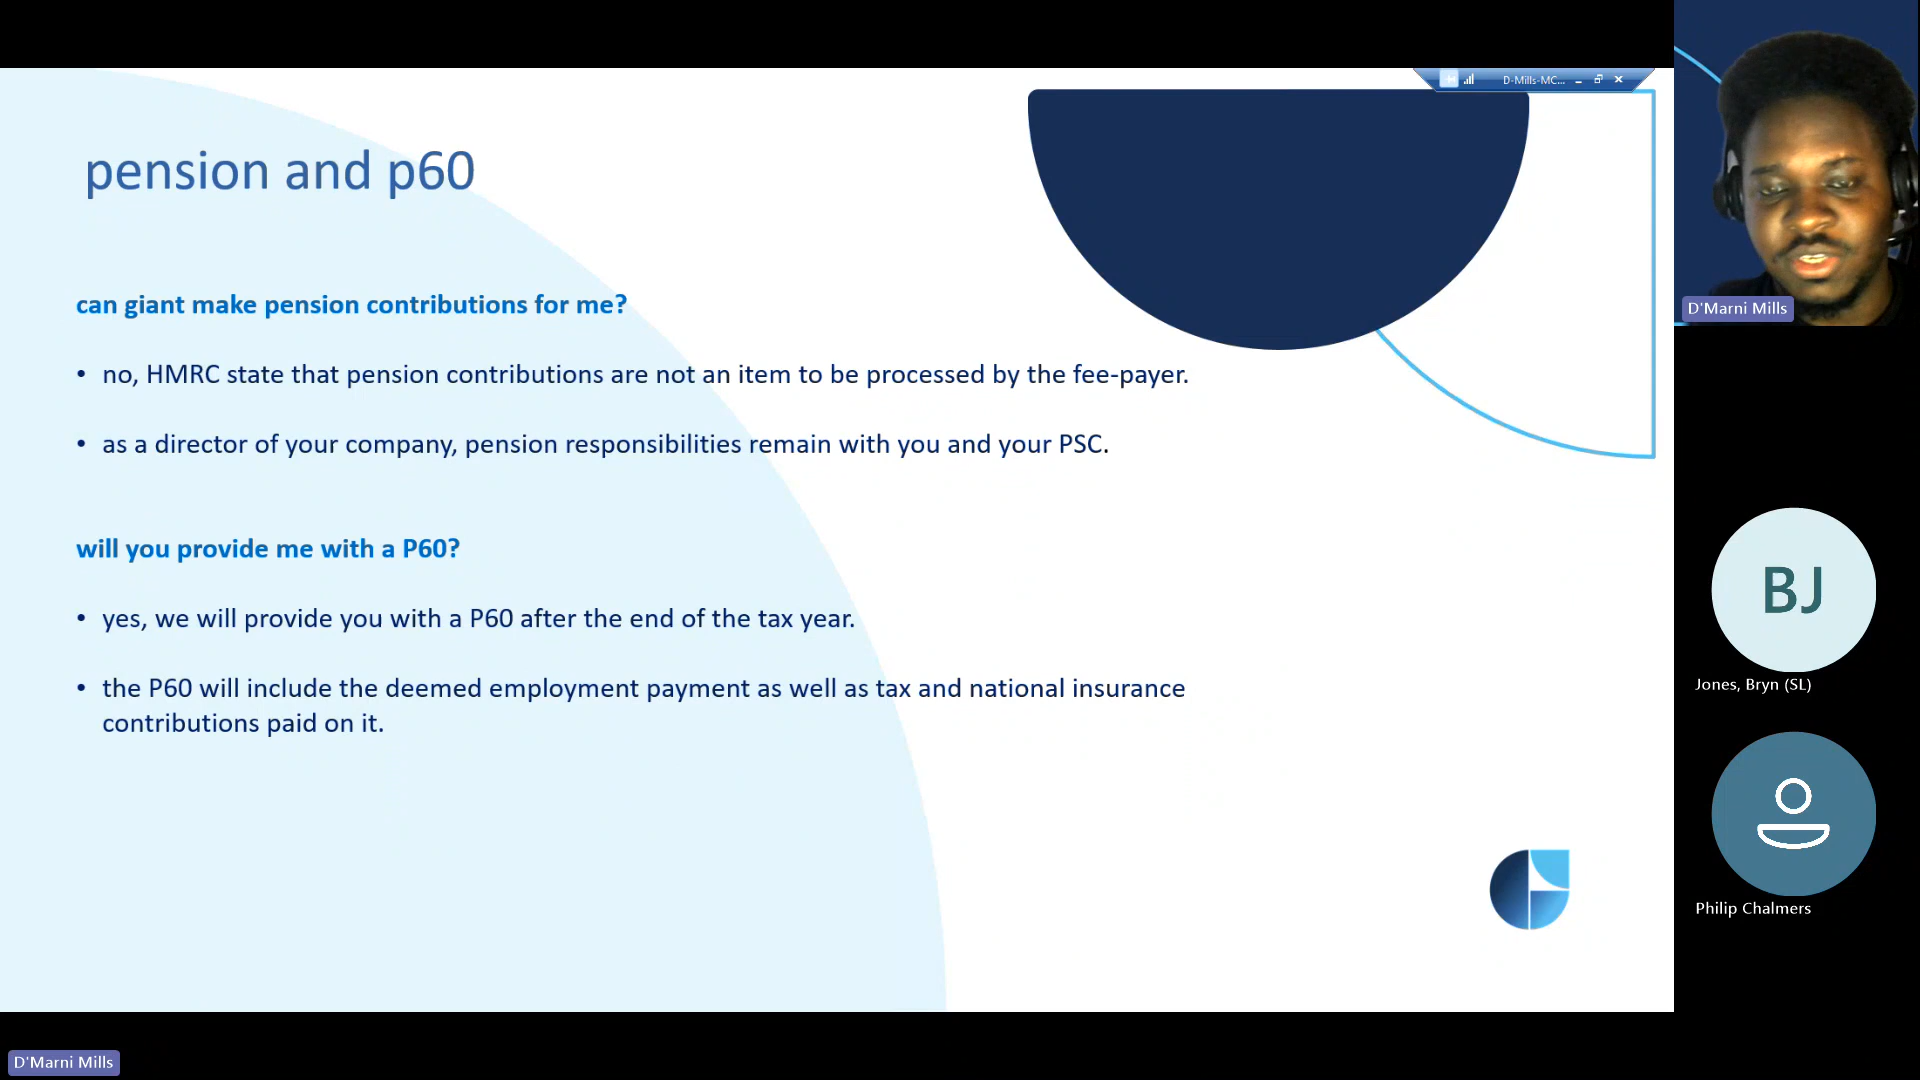 D-Mills-MC...
pension and p60
can giant make pension contributions for me?
• no, HMRC state that pension contributions are not an item to be processed by the fee-payer.
• as a director of your company, pension responsibilities remain with you and your PSC.
will you provide me with a P60?
• yes, we will provide you with a P60 after the end of the tax year.
• the P60 will include the deemed employment payment as well as tax and national insurance
contributions paid on it.
D'Marni Mills
BJ
Jones, Bryn (SL)
Philip Chalmers
D'Marni Mills